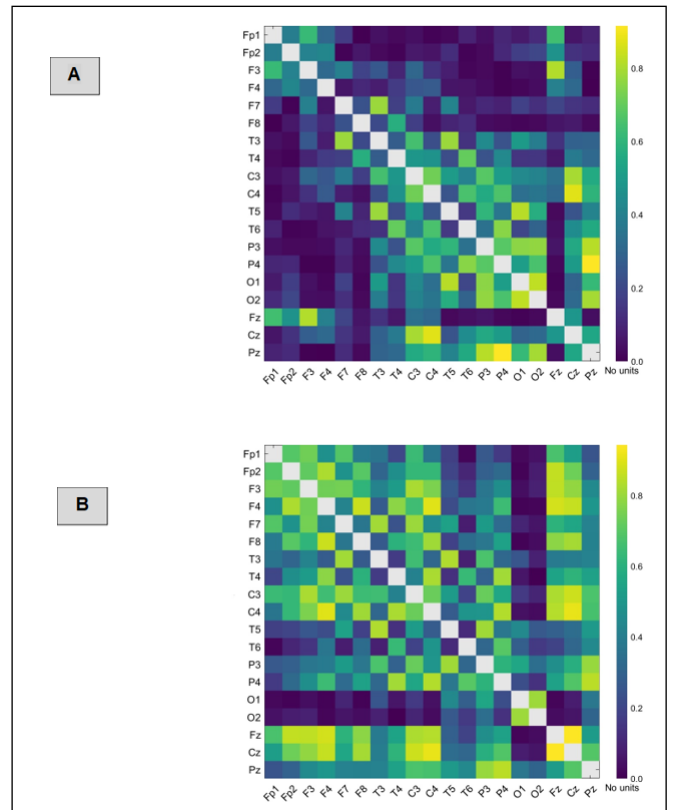 A
Fp1
Fp2
F3
F4
F7
F8
T3
T4
C3
C4
T5
T6
P3
P4
O1
O2
Fz
Cz
Pz
0.8
0.6
0.4
0.2
0.0
Fp1 Fp2 F3 F4 F7 F8 T3 T4 C3 C4 T5 T6 P3 P4 O1 O2 Fz Cz Pz No units
B
Fp1
Fp2
F3
F4
F7
F8
T3
T4
C3
C4
T5
T6
P3
P4
O1
O2
Fz
Cz
Pz
0.8
0.6
0.4
0.2
0.0
Fp1 Fp2 F3 F4 F7 F8 T3 T4 C3 C4 T5 T6 P3 P4 O1 O2 Fz Cz Pz No units